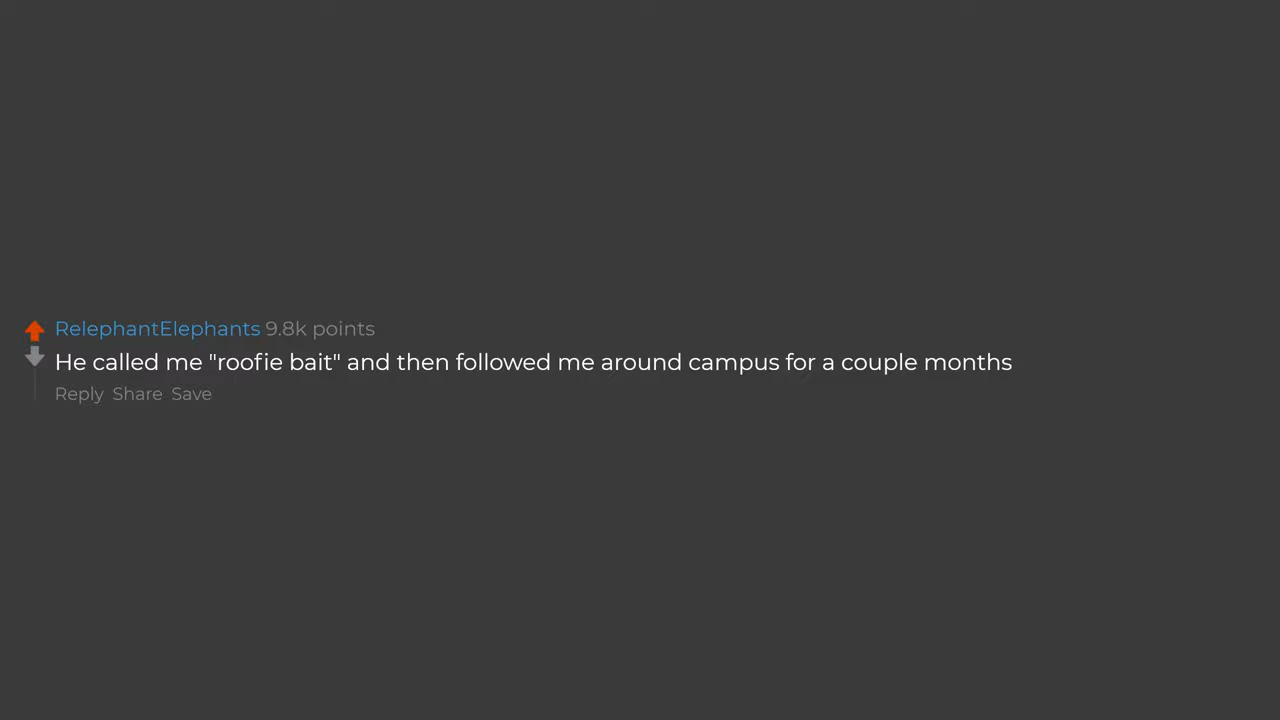 RelephantElephants 9.8k points
He called me "roofie bait" and then followed me around campus for a couple months
Reply Share Save